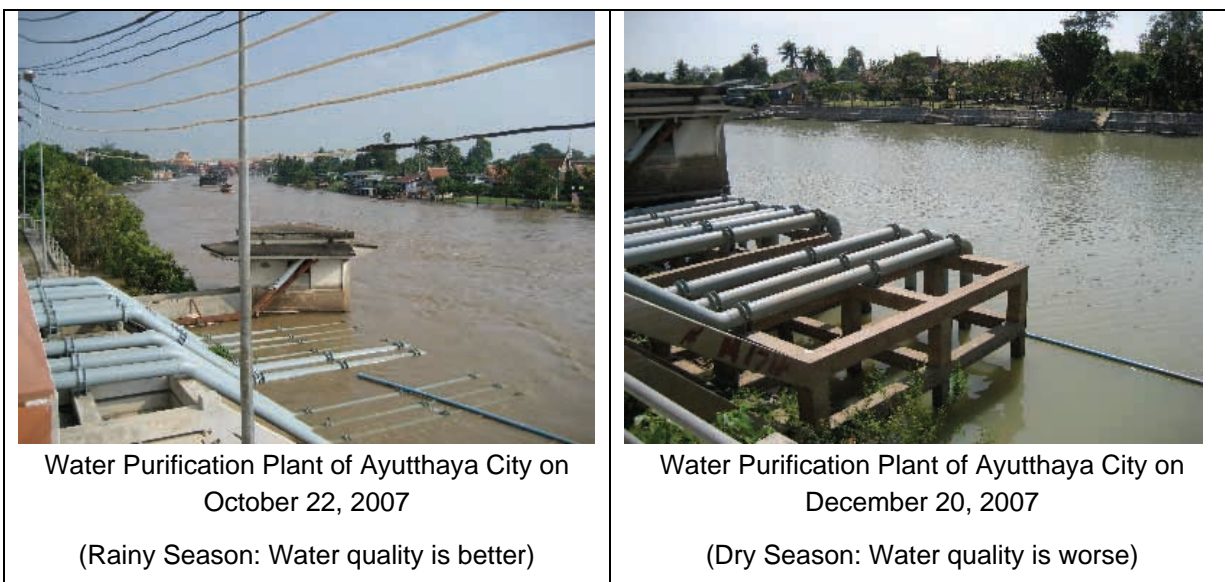 Water Purification Plant of Ayutthaya City on
October 22, 2007
(Rainy Season: Water quality is better)
Water Purification Plant of Ayutthaya City on
December 20, 2007
(Dry Season: Water quality is worse)